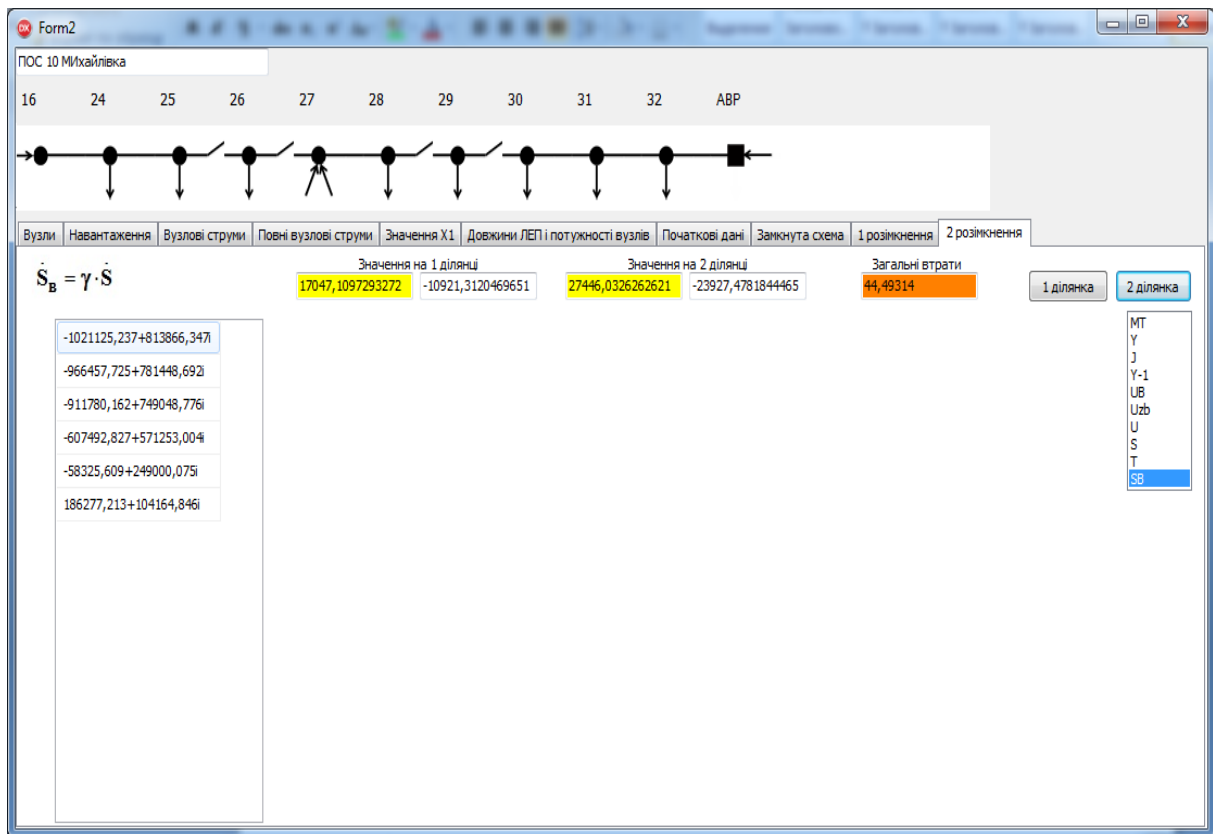 Form2
ПОС 10 МИхайлівка
16 24 25 26 27 28 29 30 31 32 АВР
Вузли Навантаження Вузлові струми Повні вузлові струми Значення X1 Довжини ЛЕП і потужності вузлів Початкові дані Замкнута схема 1 розімкнення 2 розімкнення
Значення на 1 ділянці Значення на 2 ділянці Загальні втрати
Ṡ_B = γ·Ṡ 17047,1097293272 -10921,3120469651 27446,0326262621 -23927,4781844465 44,49314 1 ділянка 2 ділянка
-1021125,237+813866,347i
-966457,725+781448,692i
-911780,162+749048,776i
-607492,827+571253,004i
-58325,609+249000,075i
186277,213+104164,846i
MT
Y
J
Y-1
UB
Uzb
U
S
T
SB